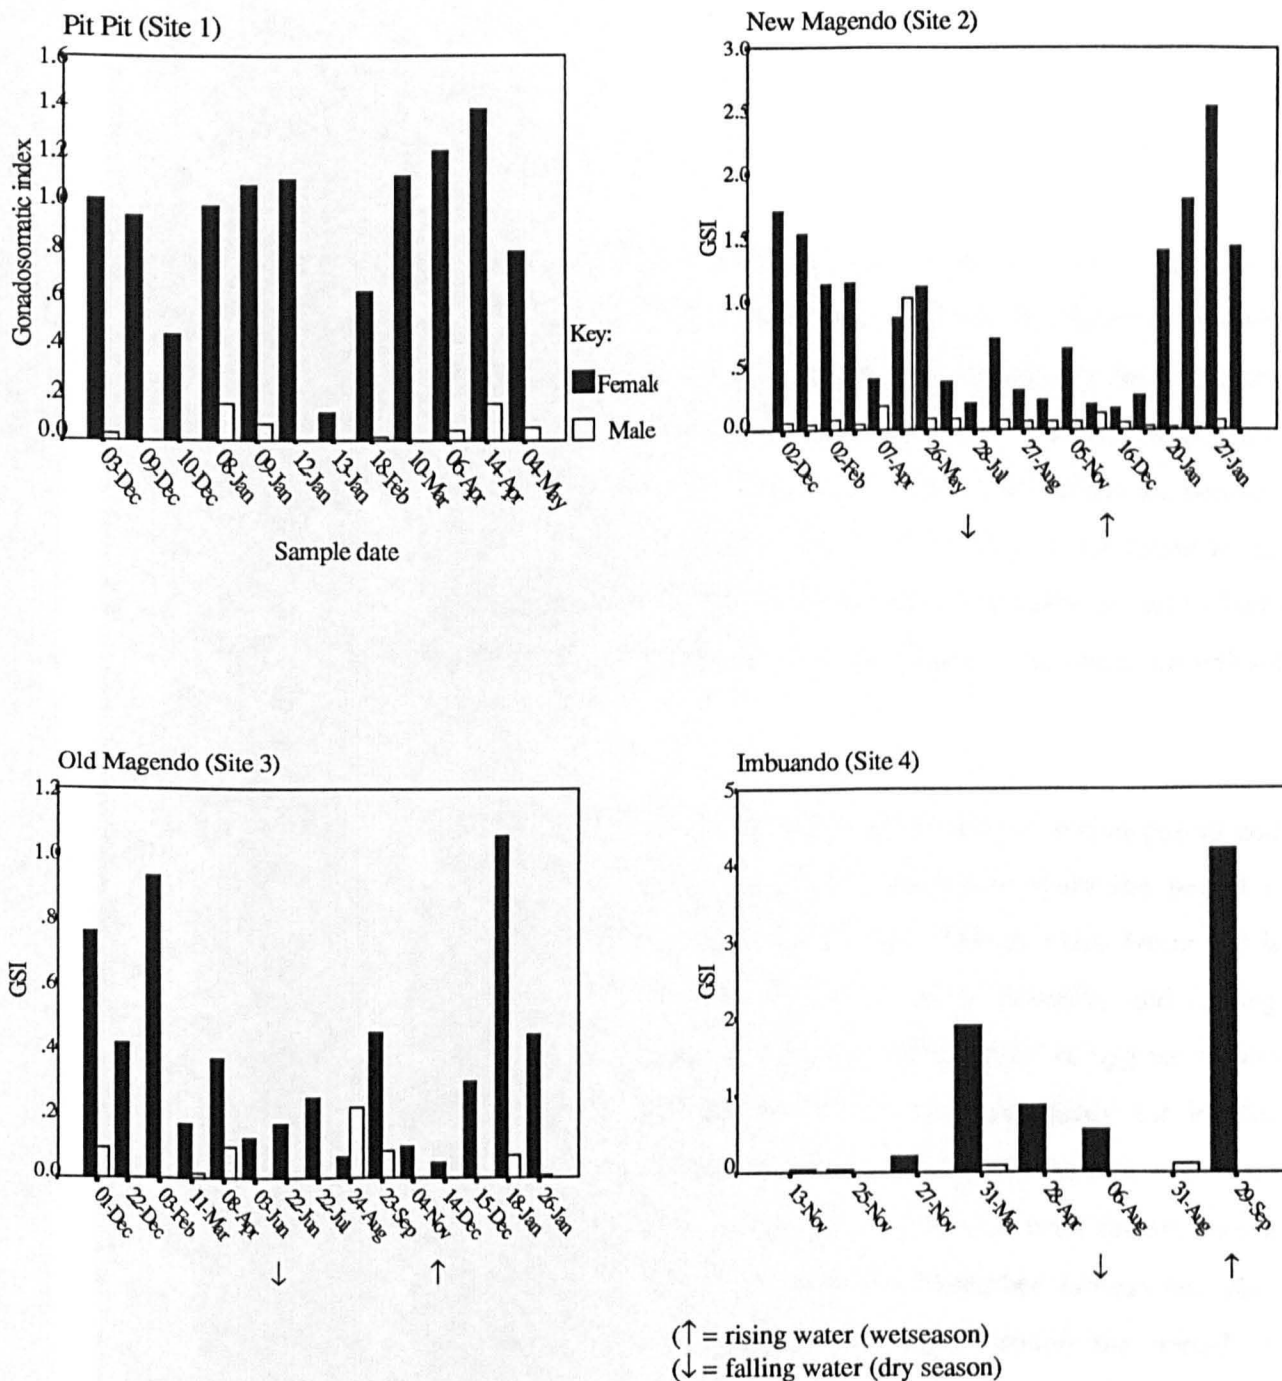 Pit Pit (Site 1)
1.6
1.4
1.2
1.0
.8
.6
.4
.2
0.0
Gonadosomatic index
03-Dec
09-Dec
10-Dec
08-Jan
09-Jan
12-Jan
13-Jan
18-Feb
10-Mar
06-Apr
14-Apr
04-May
Sample date
Key:
Female
Male
New Magendo (Site 2)
3.0
2.5
2.0
1.5
1.0
.5
0.0
GSI
02-Dec
02-Feb
07-Apr
26-May
28-Jul
27-Aug
05-Nov
16-Dec
20-Jan
27-Jan
↓ ↑
Old Magendo (Site 3)
1.2
1.0
.8
.6
.4
.2
0.0
GSI
01-Dec
22-Dec
03-Feb
11-Mar
08-Apr
03-Jun
22-Jun
22-Jul
24-Aug
23-Sep
04-Nov
14-Dec
15-Dec
18-Jan
26-Jan
↓ ↑
Imbuando (Site 4)
5
4
3
2
1
0
GSI
13-Nov
25-Nov
27-Nov
31-Mar
28-Apr
06-Aug
31-Aug
29-Sep
↓ ↑
(↑ = rising water (wetseason)
(↓ = falling water (dry season)